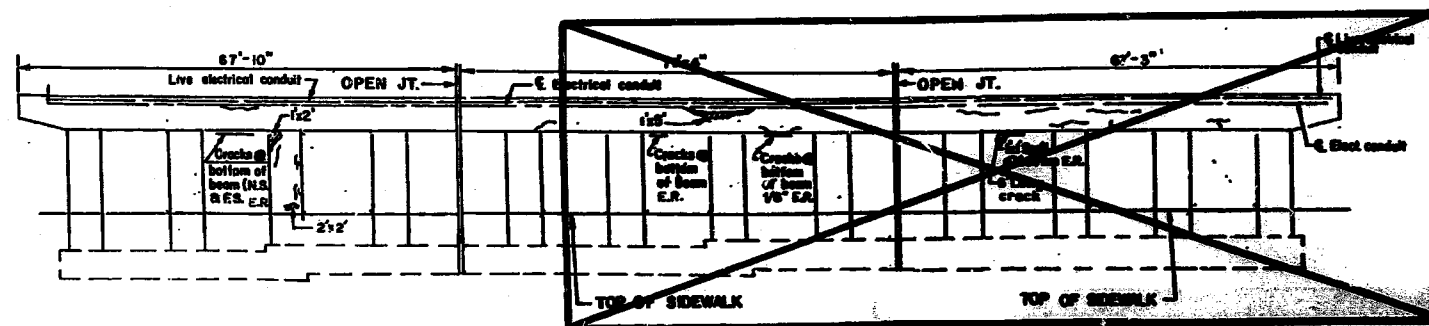 67'-10"
Live electrical conduit
OPEN JT.
℄ Electrical conduit
OPEN JT.
1'x2'
1'x5'
℄ Elect. conduit
Cracks @
bottom of
beam (N.S.
& F.S. E.R.
2'x2'
Cracks @
bottom
of beam
E.R.
Cracks @
bottom
of beam
1/8" E.R.
crack
TOP OF SIDEWALK
TOP OF SIDEWALK